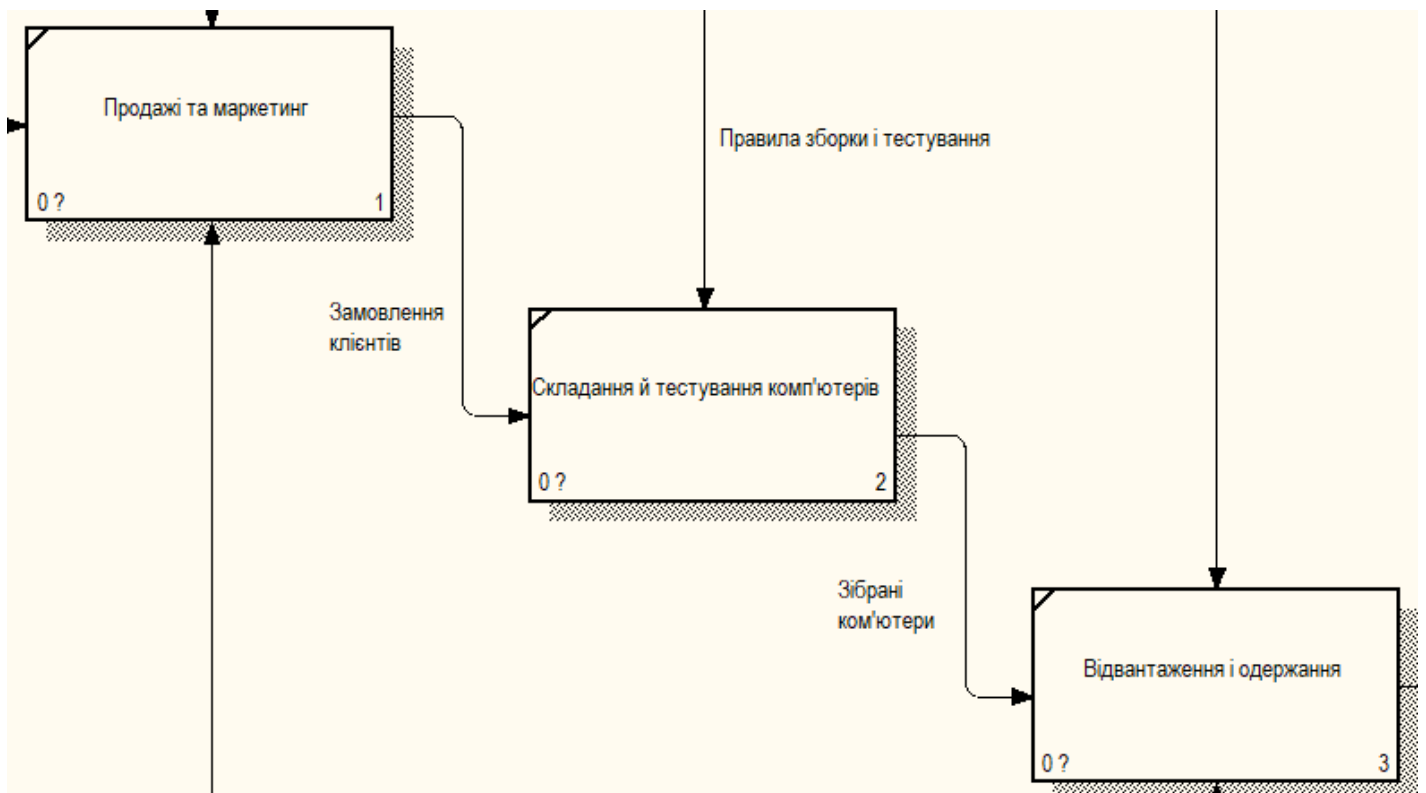 Продажі та маркетинг
0 ?
1
Правила зборки і тестування
Замовлення
клієнтів
Складання й тестування комп'ютерів
0 ?
2
Зібрані
ком'ютери
Відвантаження і одержання
0 ?
3